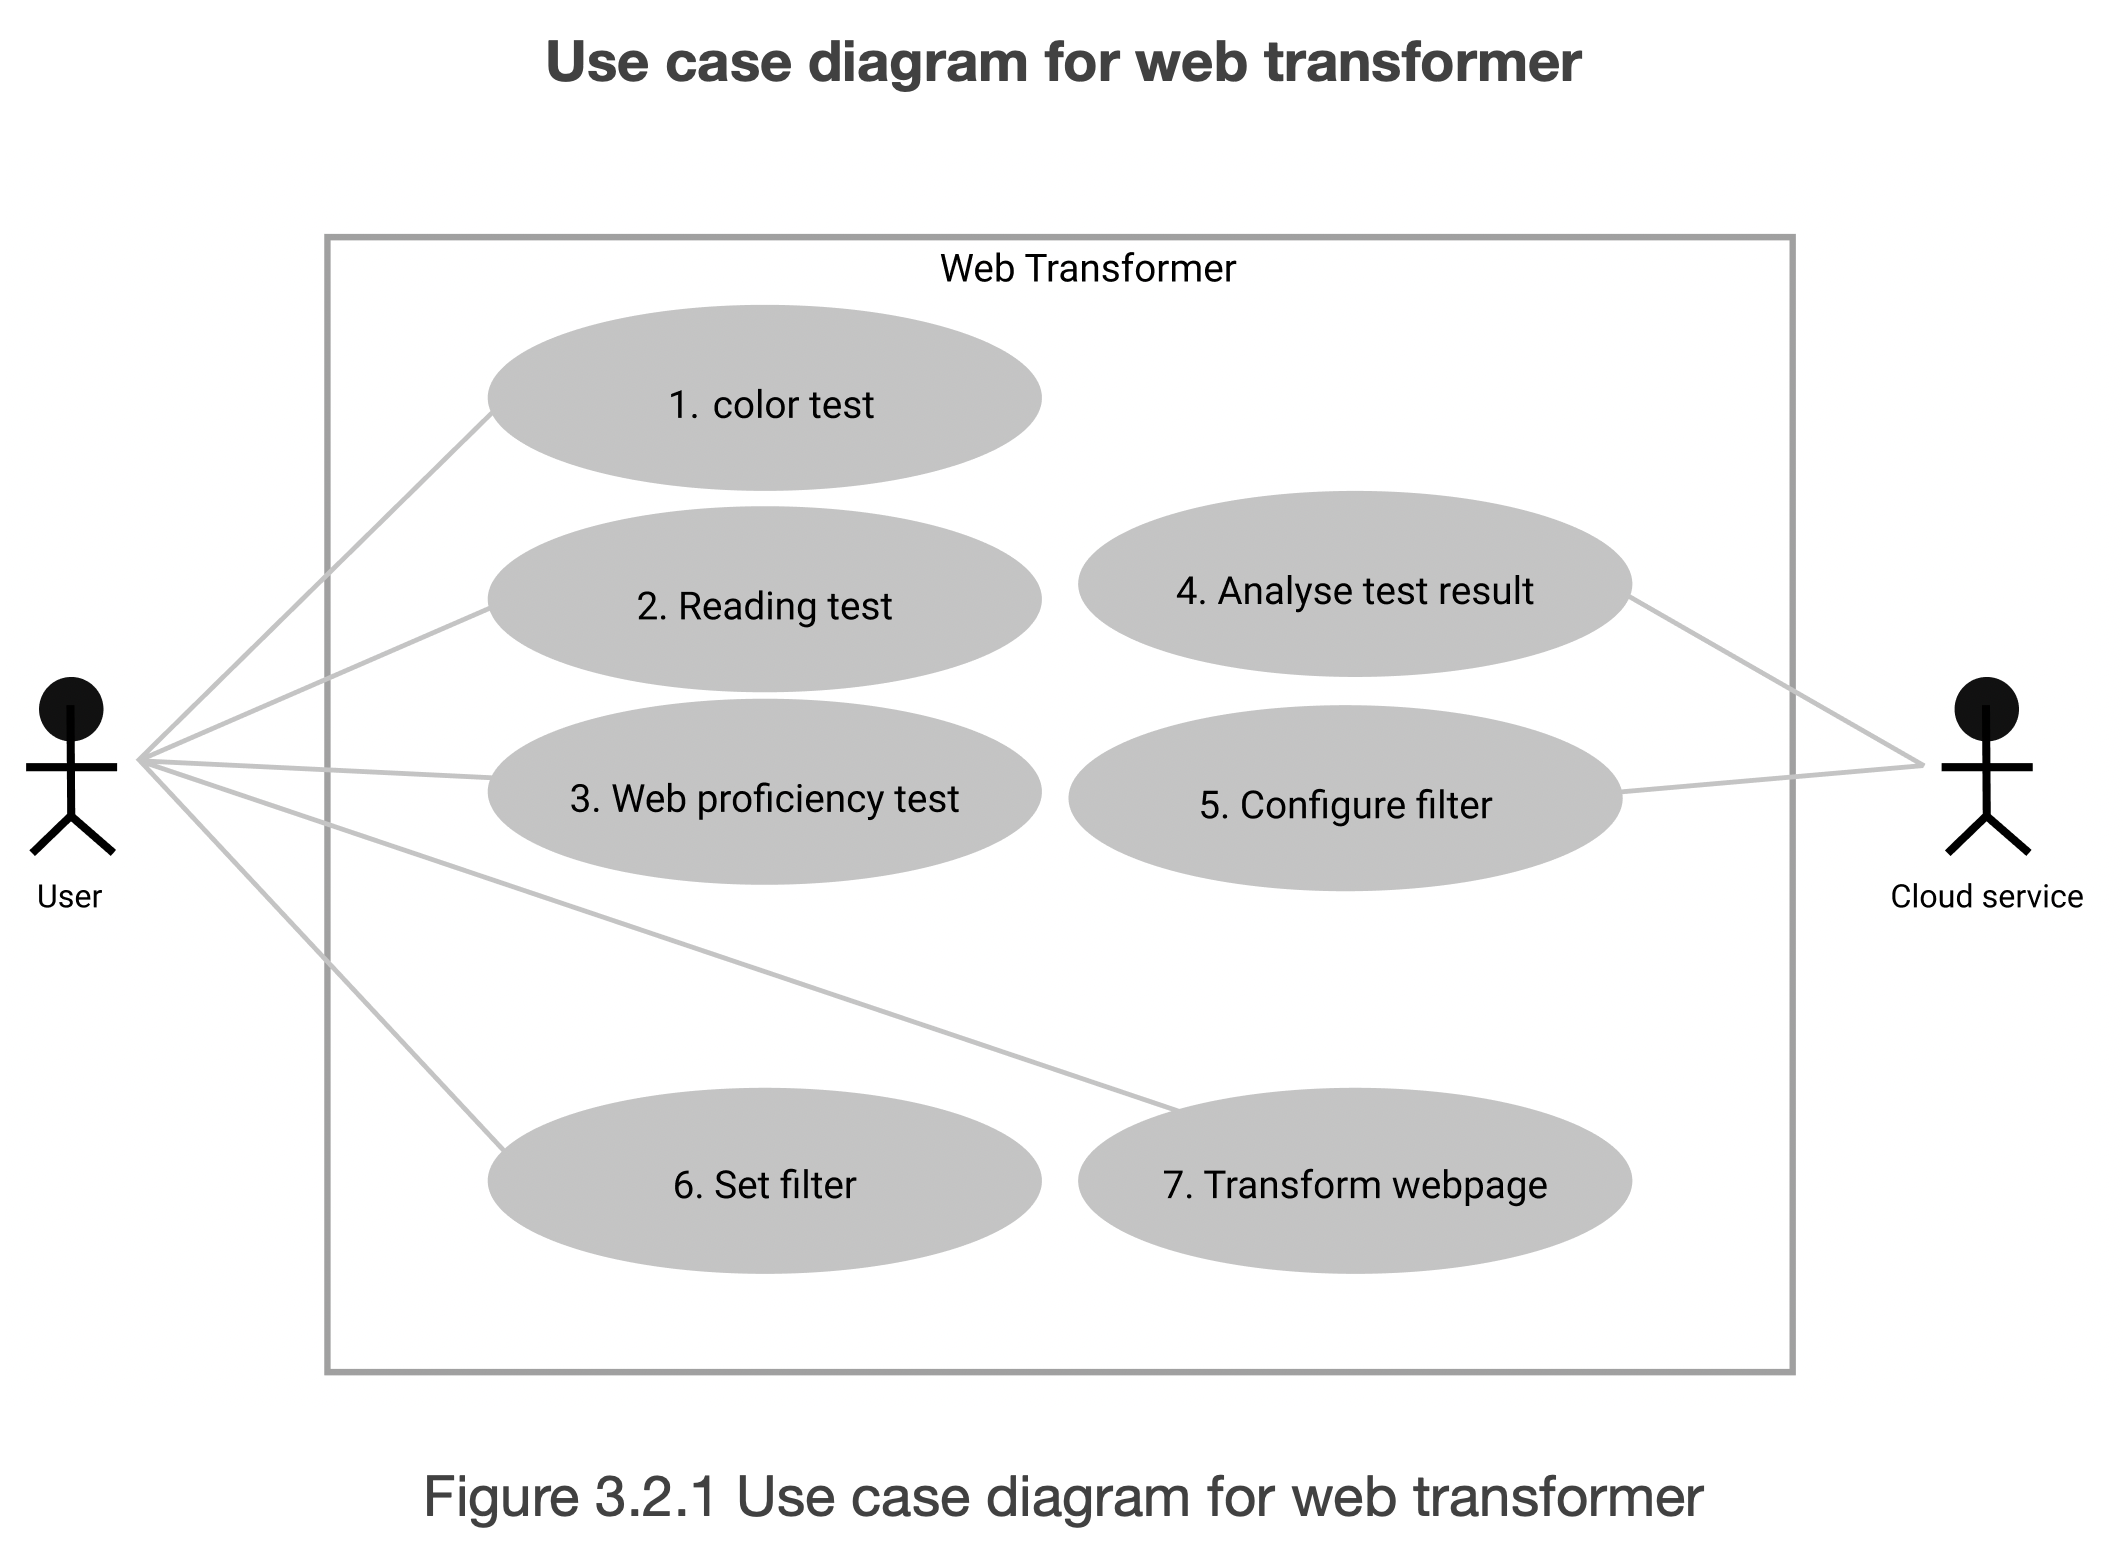 Use case diagram for web transformer
Web Transformer
1. color test
2. Reading test
3. Web proficiency test
4. Analyse test result
5. Configure filter
6. Set filter
7. Transform webpage
User
Cloud service
Figure 3.2.1 Use case diagram for web transformer